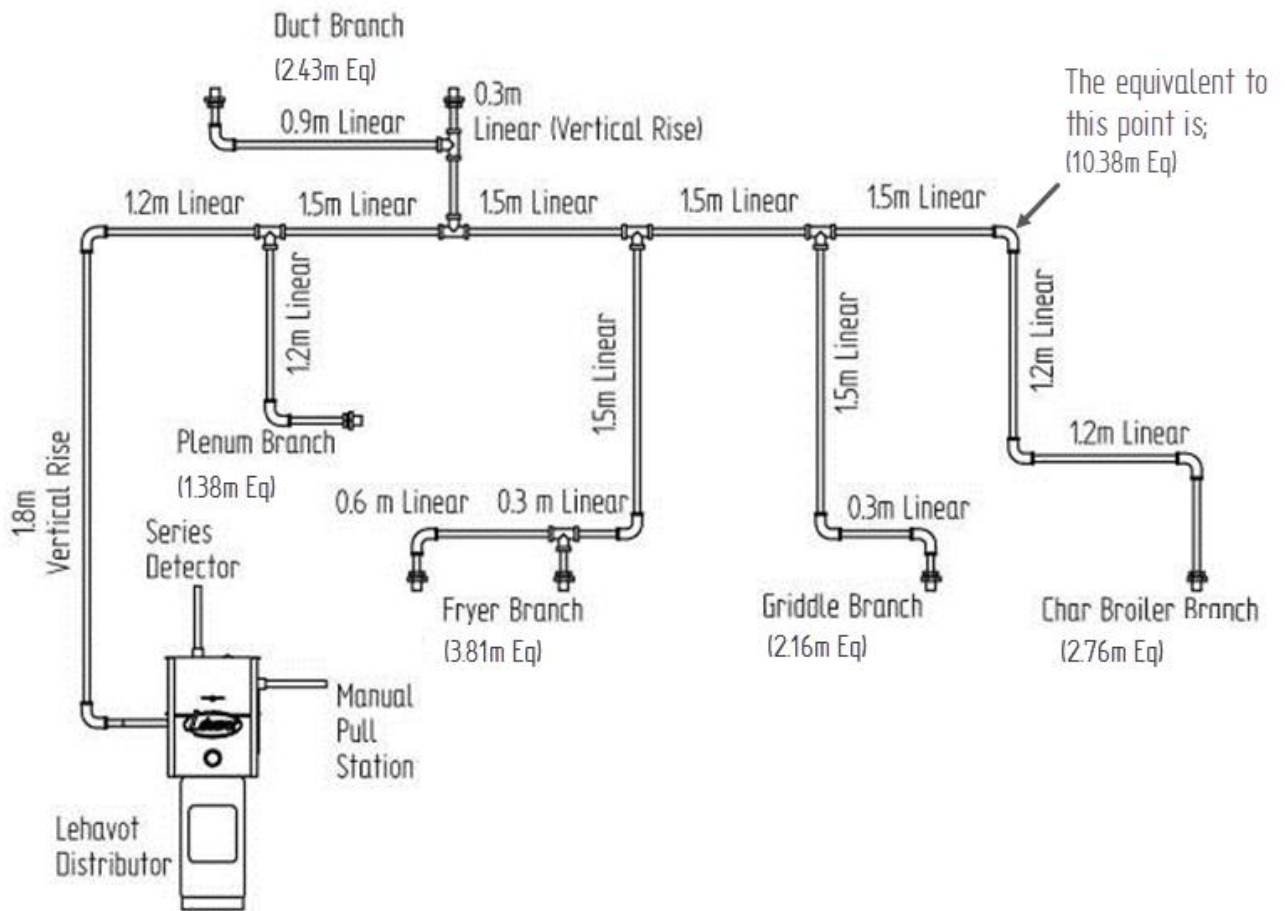 Duct Branch
(2.43m Eq)
0.3m
Linear (Vertical Rise)
0.9m Linear
The equivalent to
this point is;
(10.38m Eq)
1.2m Linear
1.5m Linear
1.5m Linear
1.5m Linear
1.5m Linear
1.2m Linear
1.5m Linear
1.5m Linear
1.2m Linear
1.2m Linear
Plenum Branch
(1.38m Eq)
1.8m
Vertical Rise
0.6 m Linear
0.3 m Linear
0.3m Linear
Series
Detector
Fryer Branch
(3.81m Eq)
Griddle Branch
(2.16m Eq)
Char Broiler Branch
(2.76m Eq)
Manual
Pull
Station
Lehavot
Distributor